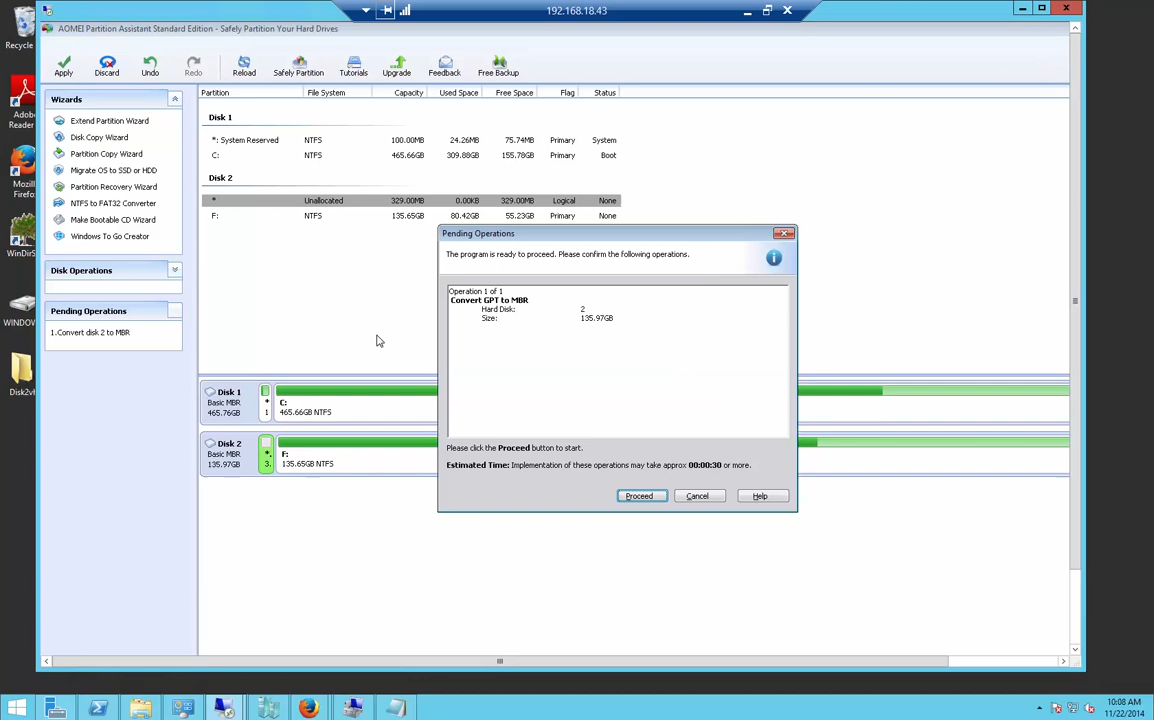 192.168.18.43
AOMEI Partition Assistant Standard Edition - Safely Partition Your Hard Drives
Apply Discard Undo Redo Reload Safely Partition Tutorials Upgrade Feedback Free Backup
Wizards
Extend Partition Wizard
Disk Copy Wizard
Partition Copy Wizard
Migrate OS to SSD or HDD
Partition Recovery Wizard
NTFS to FAT32 Converter
Make Bootable CD Wizard
Windows To Go Creator
Disk Operations
Pending Operations
1.Convert disk 2 to MBR
Partition File System Capacity Used Space Free Space Flag Status
Disk 1
*: System Reserved NTFS 100.00MB 24.26MB 75.74MB Primary System
C: NTFS 465.66GB 309.88GB 155.78GB Primary Boot
Disk 2
* Unallocated 329.00MB 0.00KB 329.00MB Logical None
F: NTFS 135.65GB 80.42GB 55.23GB Primary None
Pending Operations
The program is ready to proceed. Please confirm the following operations.
Operation 1 of 1
Convert GPT to MBR
Hard Disk: 2
Size: 135.97GB
Please click the Proceed button to start.
Estimated Time: Implementation of these operations may take approx 00:00:30 or more.
Proceed Cancel Help
Disk 1
Basic MBR
465.76GB
*
1
C:
465.66GB NTFS
Disk 2
Basic MBR
135.97GB
*.
3.
F:
135.65GB NTFS
Recycle
Adob
Reader
Mozil
Firefo
WinDirS
WINDOW
Disk2v
10:08 AM
11/22/2014